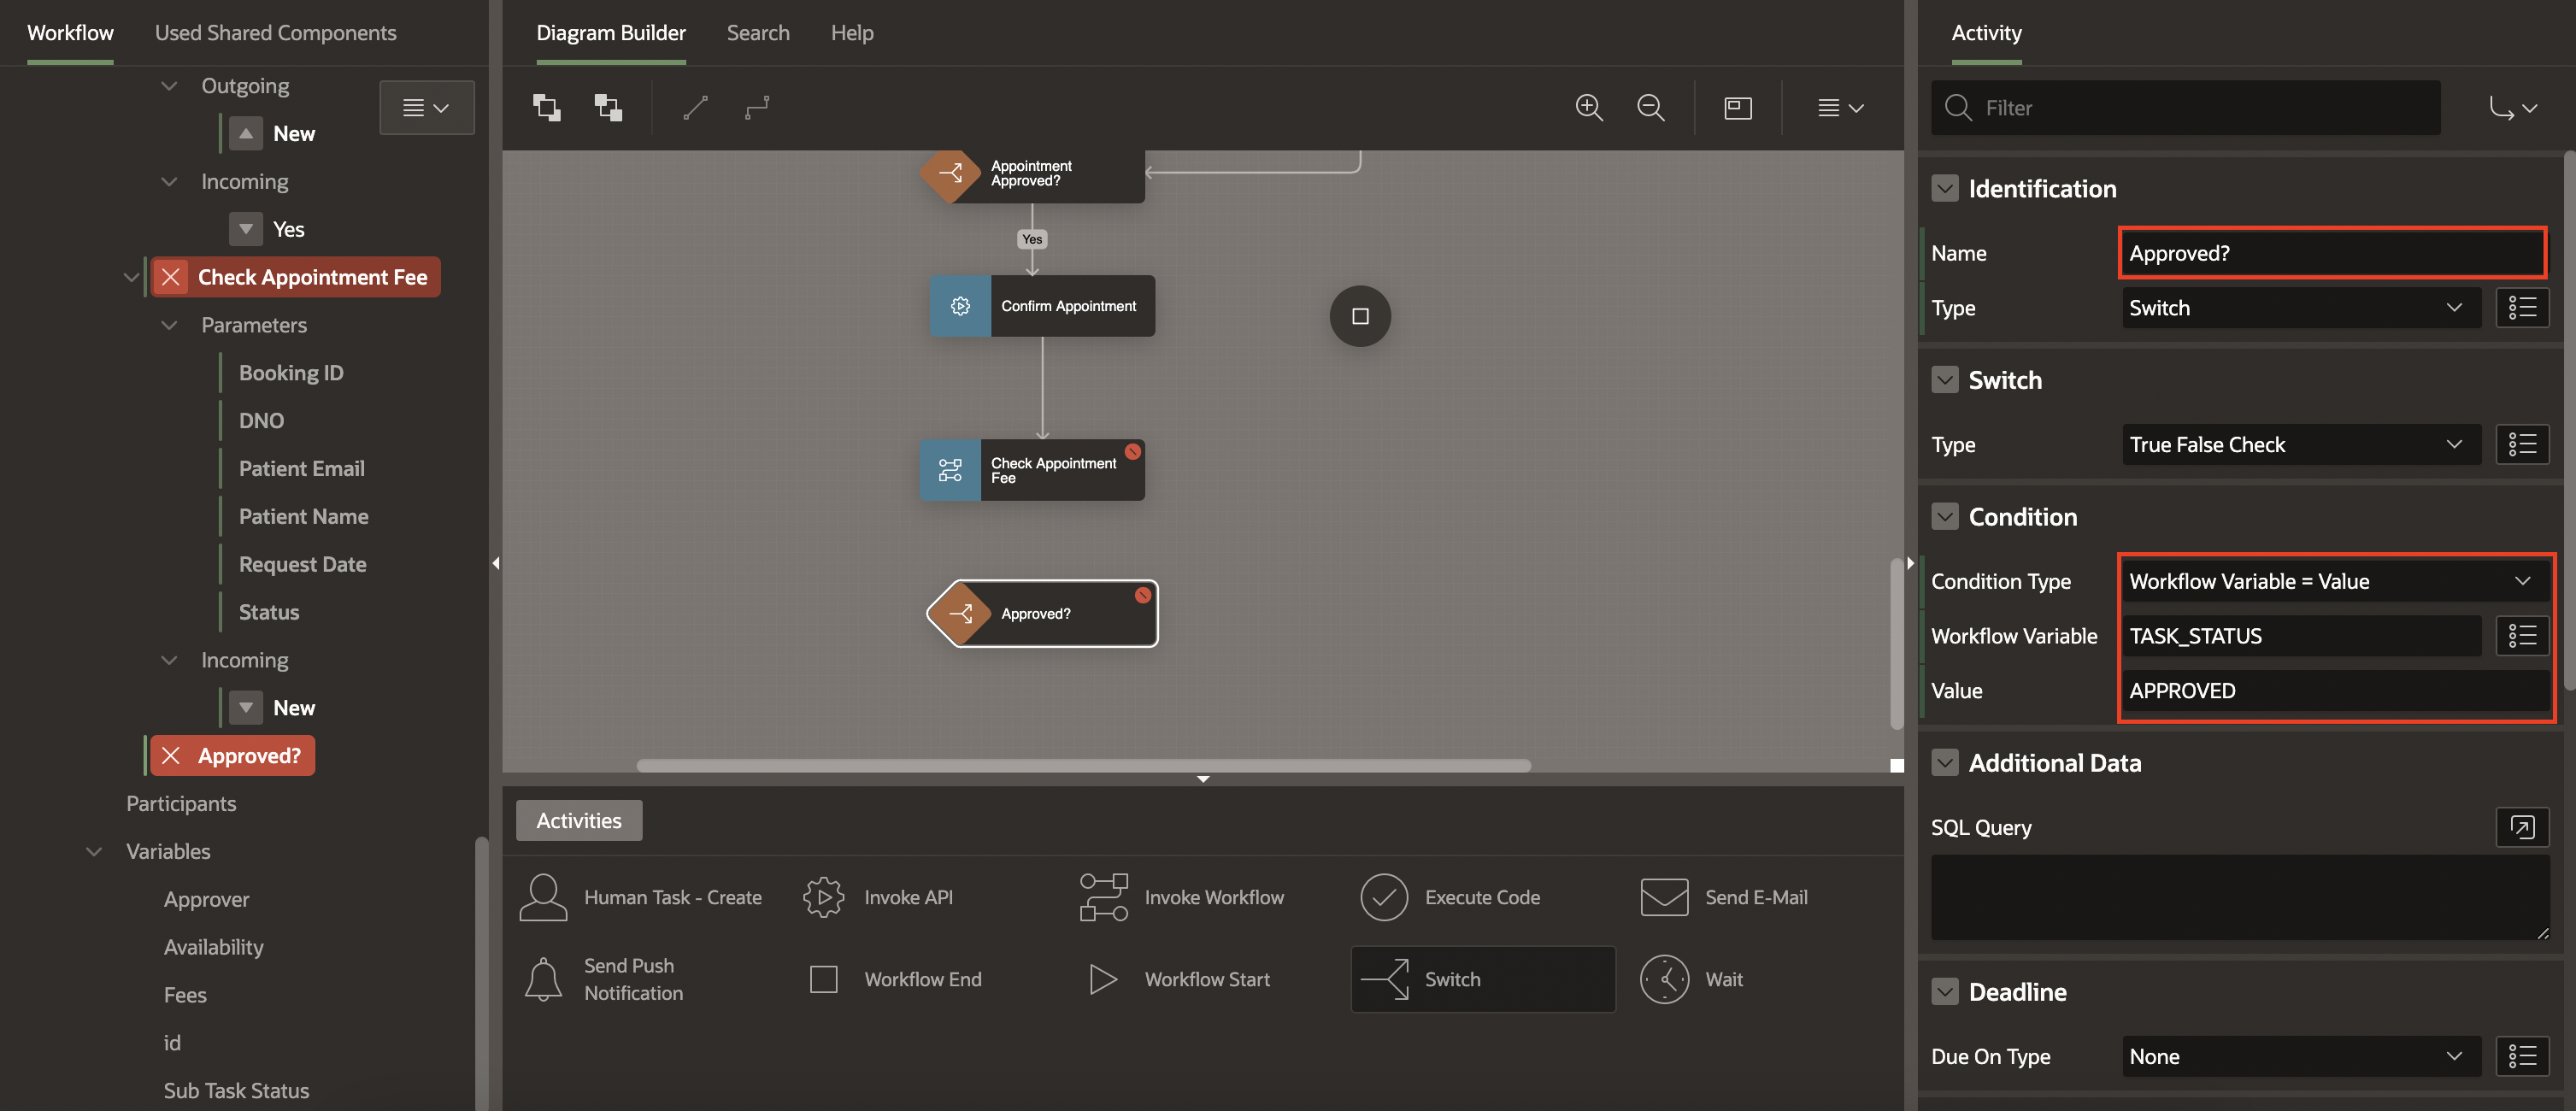 Workflow
Used Shared Components
Outgoing
New
Incoming
Yes
Check Appointment Fee
Parameters
Booking ID
DNO
Patient Email
Patient Name
Request Date
Status
Incoming
New
Approved?
Participants
Variables
Approver
Availability
Fees
id
Sub Task Status
Diagram Builder
Search
Help
Appointment
Approved?
Yes
Confirm Appointment
Check Appointment
Fee
Approved?
Activities
Human Task - Create
Invoke API
Invoke Workflow
Execute Code
Send E-Mail
Send Push
Notification
Workflow End
Workflow Start
Switch
Wait
Activity
Filter
Identification
Name
Approved?
Type
Switch
Switch
Type
True False Check
Condition
Condition Type
Workflow Variable = Value
Workflow Variable
TASK_STATUS
Value
APPROVED
Additional Data
SQL Query
Deadline
Due On Type
None